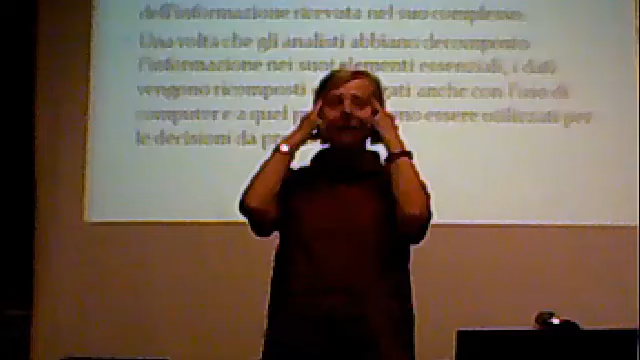 dell'informazione ricevuta nel suo complesso
Una volta che gli analisti abbiano decomposto
l'informazione nei suoi elementi essenziali, i dati
vengono ricomposti anche con l'uso di
computer e a quel essere utilizzati per
le decisioni da